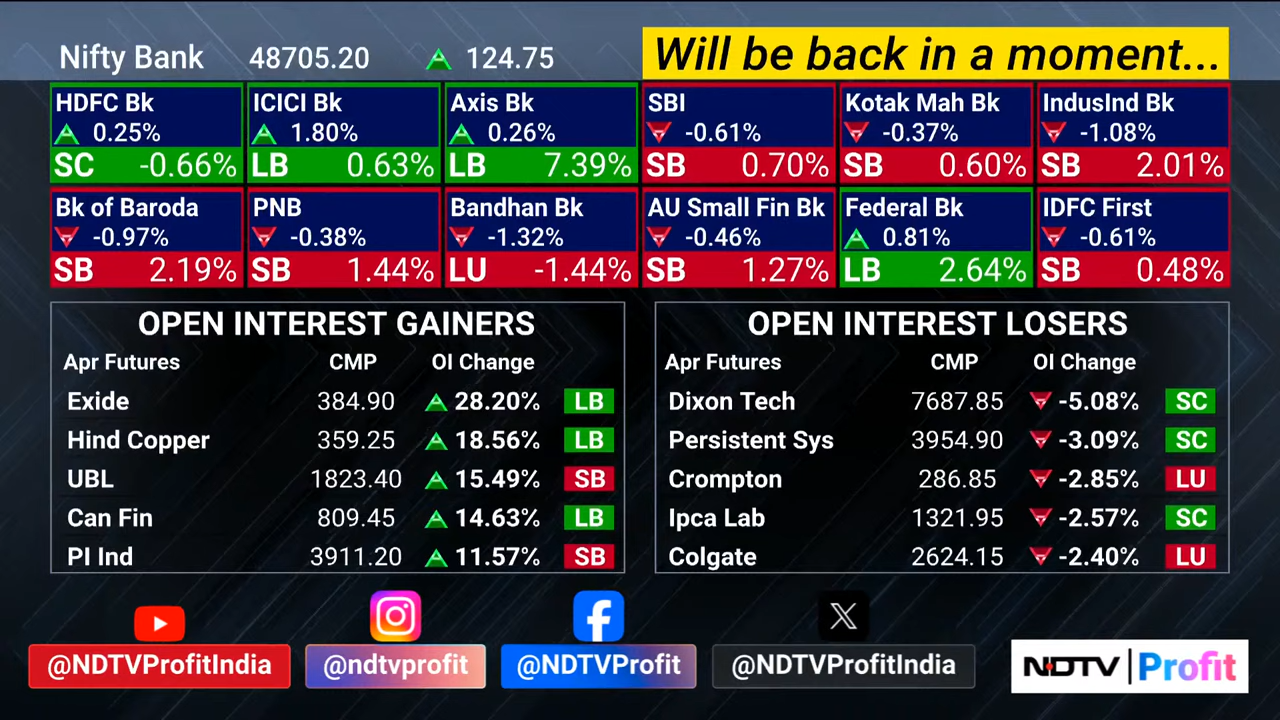 Nifty Bank 48705.20 124.75
Will be back in a moment...
HDFC Bk ICICI Bk Axis Bk SBI Kotak Mah Bk IndusInd Bk
0.25% 1.80% 0.26% -0.61% -0.37% -1.08%
SC -0.66% LB 0.63% LB 7.39% SB 0.70% SB 0.60% SB 2.01%
Bk of Baroda PNB Bandhan Bk AU Small Fin Bk Federal Bk IDFC First
-0.97% -0.38% -1.32% -0.46% 0.81% -0.61%
SB 2.19% SB 1.44% LU -1.44% SB 1.27% LB 2.64% SB 0.48%
OPEN INTEREST GAINERS
Apr Futures CMP OI Change
Exide 384.90 28.20% LB
Hind Copper 359.25 18.56% LB
UBL 1823.40 15.49% SB
Can Fin 809.45 14.63% LB
PI Ind 3911.20 11.57% SB
OPEN INTEREST LOSERS
Apr Futures CMP OI Change
Dixon Tech 7687.85 -5.08% SC
Persistent Sys 3954.90 -3.09% SC
Crompton 286.85 -2.85% LU
Ipca Lab 1321.95 -2.57% SC
Colgate 2624.15 -2.40% LU
@NDTVProfitIndia @ndtvprofit @NDTVProfit @NDTVProfitIndia
NDTV Profit